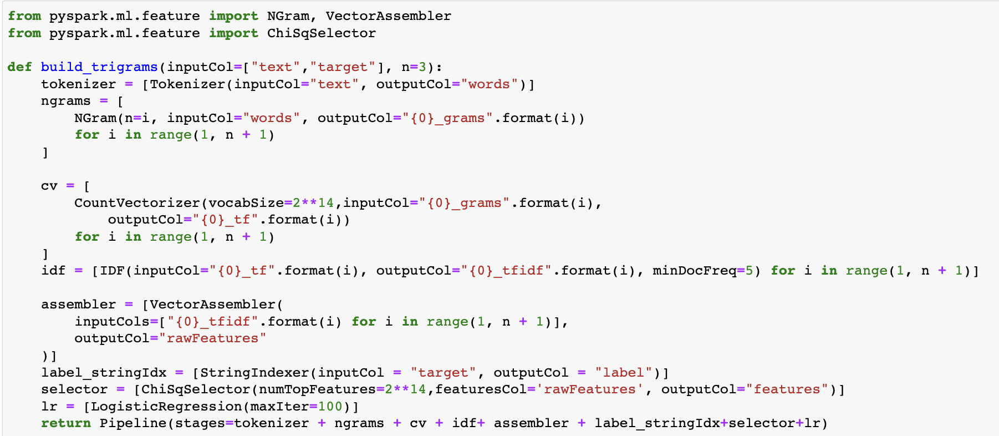 from pyspark.ml.feature import NGram, VectorAssembler
from pyspark.ml.feature import ChiSqSelector

def build_trigrams(inputCol=["text","target"], n=3):
    tokenizer = [Tokenizer(inputCol="text", outputCol="words")]
    ngrams = [
        NGram(n=i, inputCol="words", outputCol="{0}_grams".format(i))
        for i in range(1, n + 1)
    ]

    cv = [
        CountVectorizer(vocabSize=2**14,inputCol="{0}_grams".format(i),
            outputCol="{0}_tf".format(i))
        for i in range(1, n + 1)
    ]
    idf = [IDF(inputCol="{0}_tf".format(i), outputCol="{0}_tfidf".format(i), minDocFreq=5) for i in range(1, n + 1)]

    assembler = [VectorAssembler(
        inputCols=["{0}_tfidf".format(i) for i in range(1, n + 1)],
        outputCol="rawFeatures"
    )]
    label_stringIdx = [StringIndexer(inputCol = "target", outputCol = "label")]
    selector = [ChiSqSelector(numTopFeatures=2**14,featuresCol='rawFeatures', outputCol="features")]
    lr = [LogisticRegression(maxIter=100)]
    return Pipeline(stages=tokenizer + ngrams + cv + idf+ assembler + label_stringIdx+selector+lr)